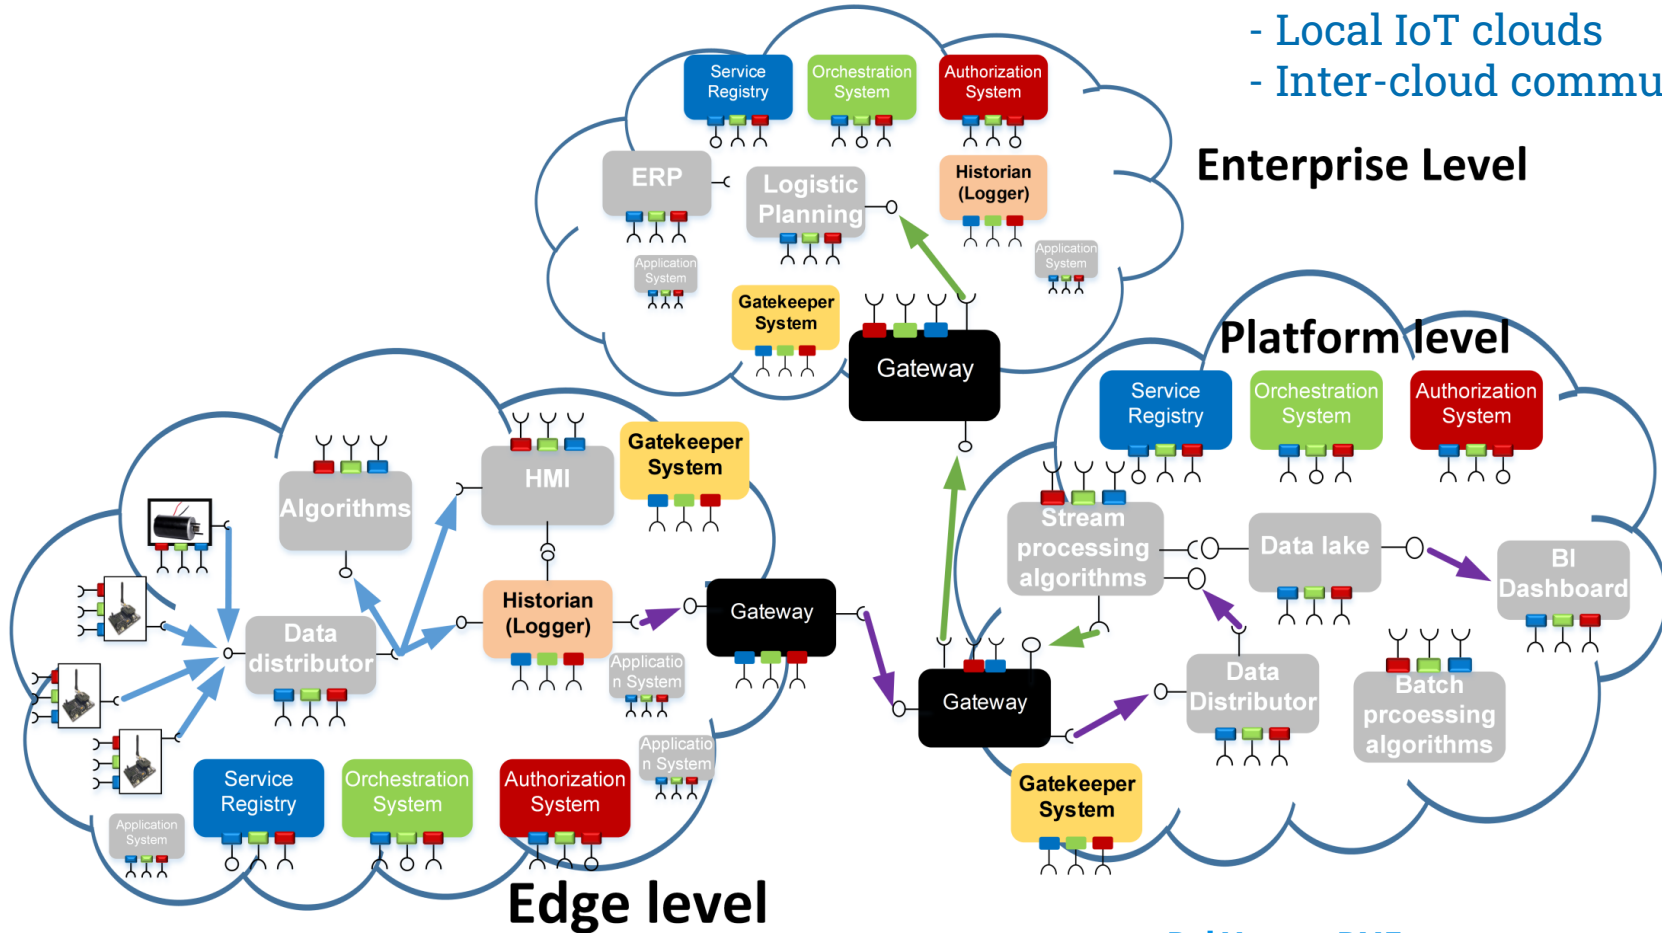 - Local IoT clouds
- Inter-cloud commu
Enterprise Level
Service
Registry
Orchestration
System
Authorization
System
ERP
Logistic
Planning
Historian
(Logger)
Application
System
Application
System
Gatekeeper
System
Gateway
Platform level
Service
Registry
Orchestration
System
Authorization
System
Stream
processing
algorithms
Data lake
BI
Dashboard
Gateway
Data
Distributor
Batch
prcoessing
algorithms
Gatekeeper
System
Algorithms
HMI
Gatekeeper
System
Data
distributor
Historian
(Logger)
Gateway
Applicatio
n System
Applicatio
n System
Service
Registry
Orchestration
System
Authorization
System
Application
System
Edge level